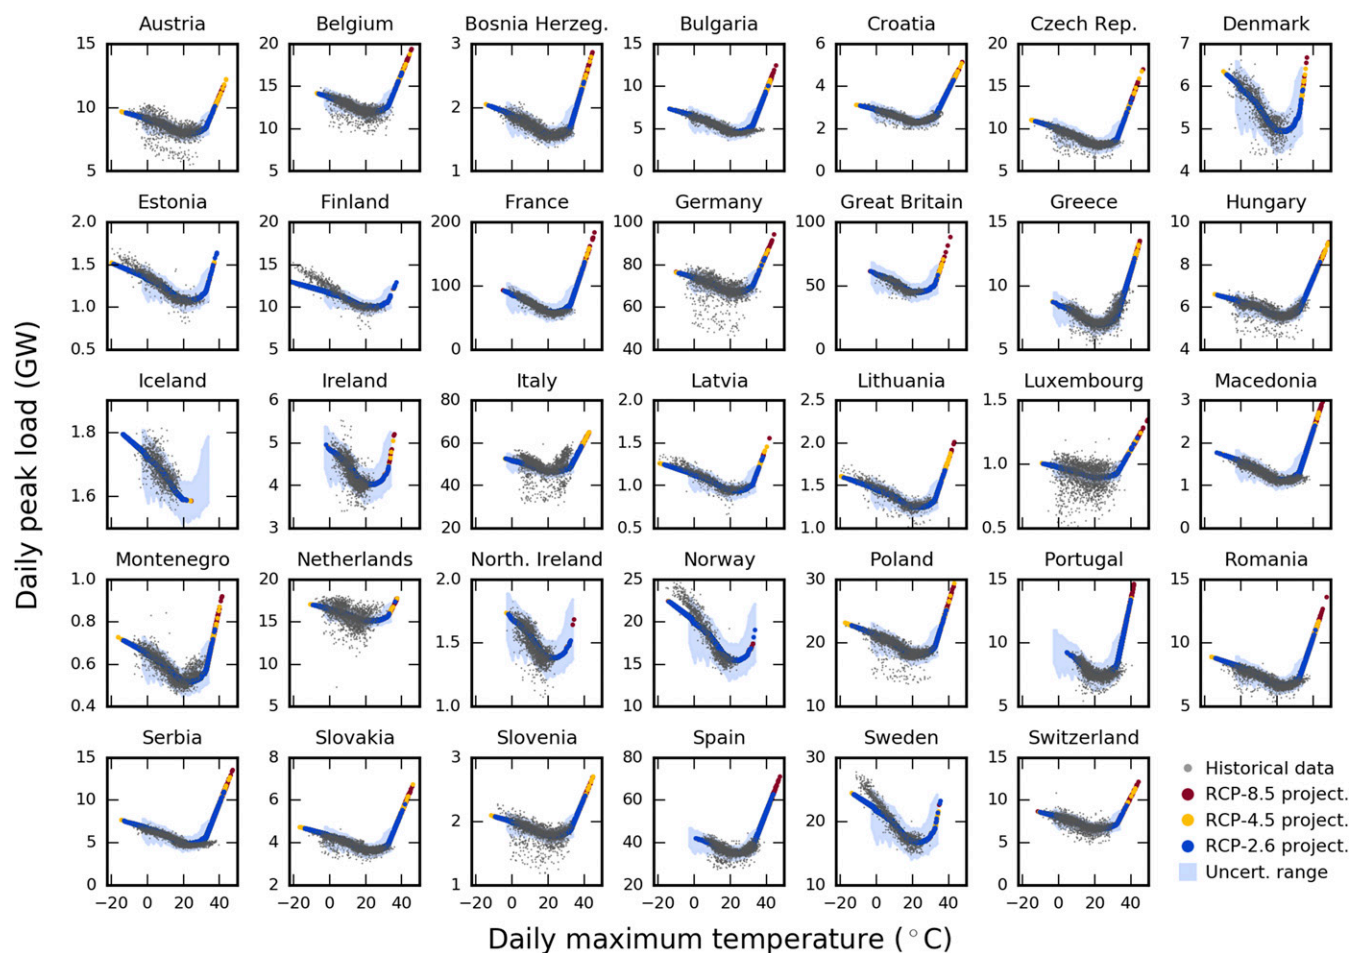 Austria Belgium Bosnia Herzeg. Bulgaria Croatia Czech Rep. Denmark
15 20 3 15 6 15 7
10 15 2 10 4 10 6
5 2 5
5 10 1 0 0 5 4
Estonia Finland France Germany Great Britain Greece Hungary
2.0 20 200 100 100 15 10
1.5 15 100 80 50 10 8
1.0 10 60 6
0.5 5 0 40 0 5 4
Iceland Ireland Italy Latvia Lithuania Luxembourg Macedonia
6 80 2.0 2.5 1.5 3
1.8 5 60 1.5 2.0 1.0 2
1.6 4 40 1.0 1.5 1
3 20 0.5 1.0 0.5 0
Montenegro Netherlands North. Ireland Norway Poland Portugal Romania
1.0 20 2.0 25 30 15 15
0.8 15 1.5 20 20 10 10
0.6 10 15
0.4 5 1.0 10 10 5 5
Serbia Slovakia Slovenia Spain Sweden Switzerland
15 8 3 80 30 15
10 6 2 60 20 10
5 4 40
0 2 1 20 10 5
−20 0 20 40 −20 0 20 40 −20 0 20 40 −20 0 20 40 −20 0 20 40 −20 0 20 40
Historical data
RCP-8.5 project.
RCP-4.5 project.
RCP-2.6 project.
Uncert. range
Daily peak load (GW)
Daily maximum temperature (°C)